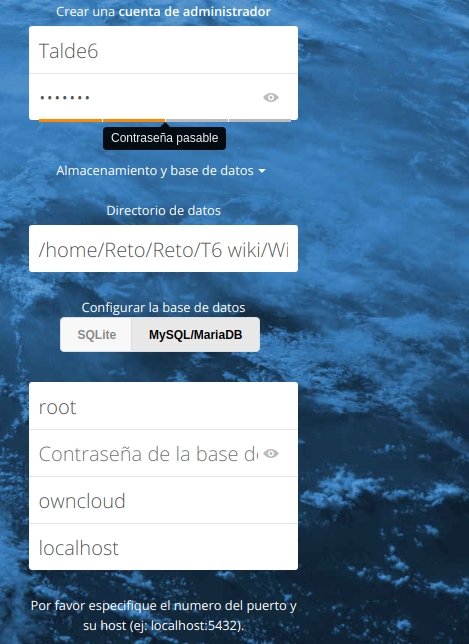 Crear una cuenta de administrador
Talde6
•••••••
Contraseña pasable
Almacenamiento y base de datos
Directorio de datos
/home/Reto/Reto/T6 wiki/Wi
Configurar la base de datos
SQLite MySQL/MariaDB
root
Contraseña de la base de
owncloud
localhost
Por favor especifique el numero del puerto y
su host (ej: localhost:5432).